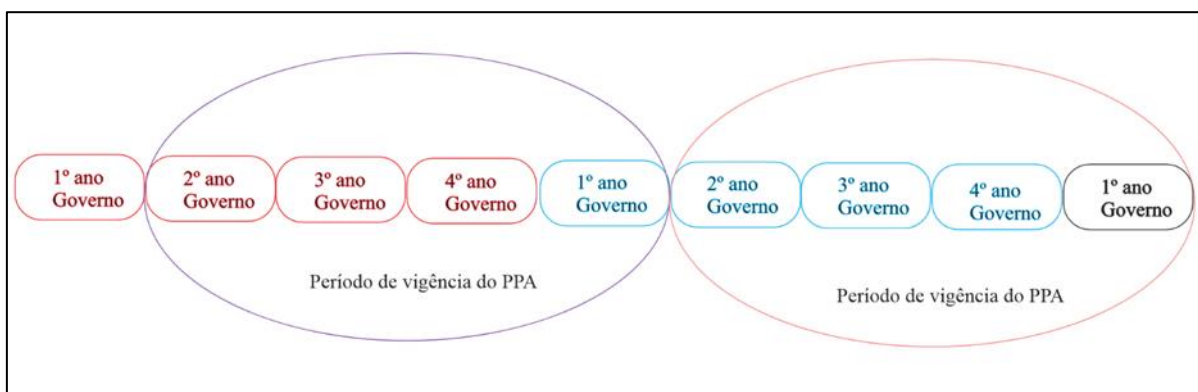 1º ano
Governo
2º ano
Governo
3º ano
Governo
4º ano
Governo
1º ano
Governo
2º ano
Governo
3º ano
Governo
4º ano
Governo
1º ano
Governo
Período de vigência do PPA
Período de vigência do PPA